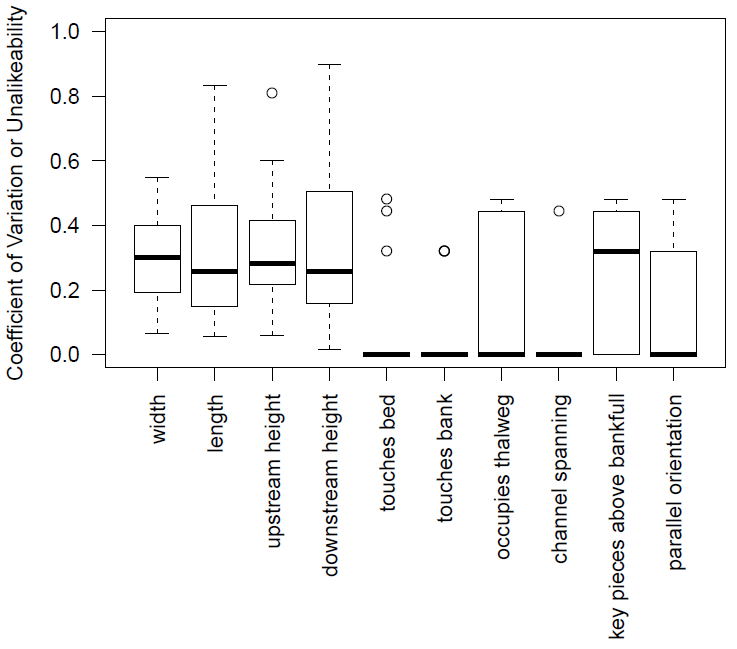 Coefficient of Variation or Unalikeability
1.0
0.8
0.6
0.4
0.2
0.0
width
length
upstream height
downstream height
touches bed
touches bank
occupies thalweg
channel spanning
key pieces above bankfull
parallel orientation